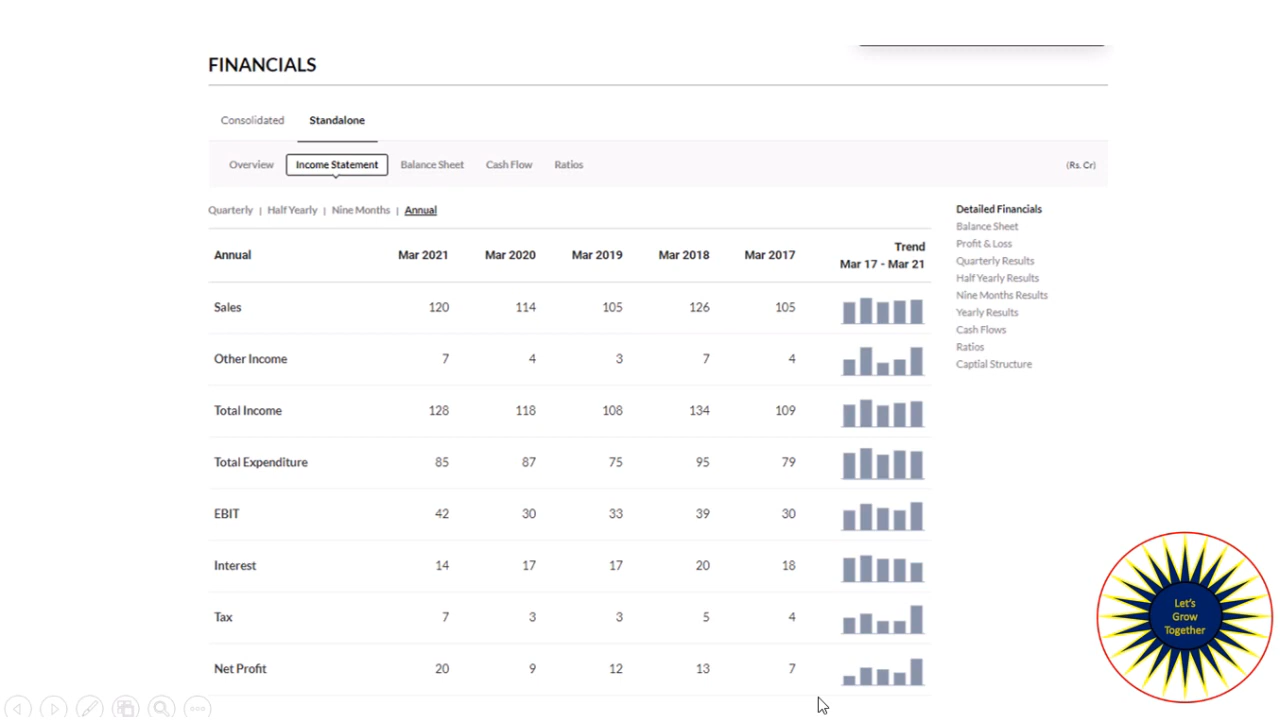 FINANCIALS
Consolidated Standalone
Overview Income Statement Balance Sheet Cash Flow Ratios (Rs. Cr)
Quarterly | Half Yearly | Nine Months | Annual
Annual Mar 2021 Mar 2020 Mar 2019 Mar 2018 Mar 2017 Trend
Mar 17 - Mar 21
Sales 120 114 105 126 105
Other Income 7 4 3 7 4
Total Income 128 118 108 134 109
Total Expenditure 85 87 75 95 79
EBIT 42 30 33 39 30
Interest 14 17 17 20 18
Tax 7 3 3 5 4
Net Profit 20 9 12 13 7
Detailed Financials
Balance Sheet
Profit & Loss
Quarterly Results
Half Yearly Results
Nine Months Results
Yearly Results
Cash Flows
Ratios
Captial Structure
Let's
Grow
Together